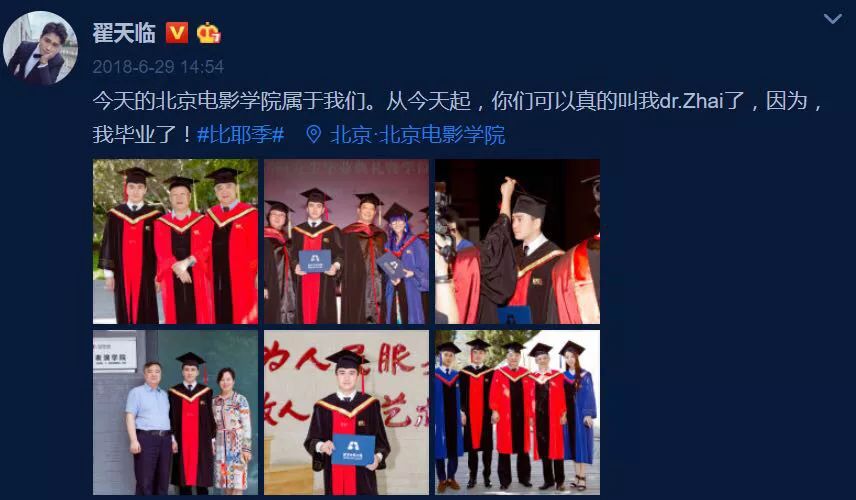 翟天临
2018-6-29 14:54
今天的北京电影学院属于我们。从今天起，你们可以真的叫我dr.Zhai了，因为，
我毕业了！#比耶季# 北京·北京电影学院
表演学院
为人民服
艺